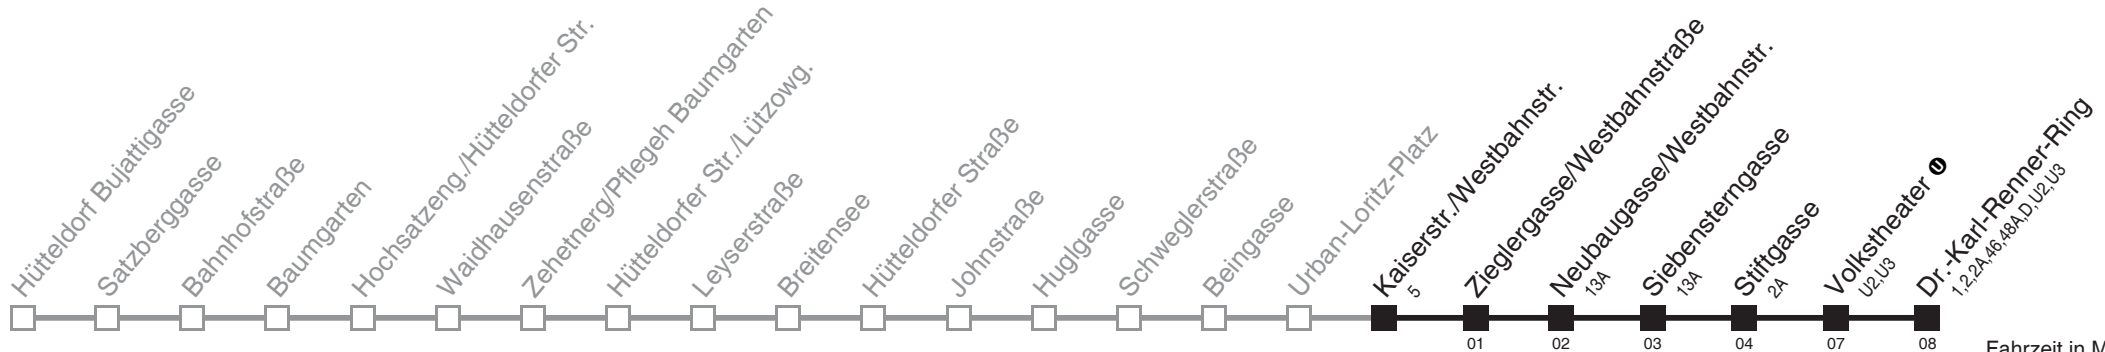 Hütteldorf Bujattigasse
Satzberggasse
Bahnhofstraße
Baumgarten
Hochsatzeng./Hütteldorfer Str.
Waidhausenstraße
Zehetnerg/Pflegeh Baumgarten
Hütteldorfer Str./Lützowg.
Leyserstraße
Breitensee
Hütteldorfer Straße
Johnstraße
Huglgasse
Schweglerstraße
Beingasse
Urban-Loritz-Platz
Kaiserstr./Westbahnstr.
5
Zieglergasse/Westbahnstraße
Neubaugasse/Westbahnstr.
13A
Siebensterngasse
13A
Stiftgasse
2A
Volkstheater U
U2,U3
Dr.-Karl-Renner-Ring
1,2,2A,46,48A,D,U2,U3
01 02 03 04 07 08
Fahrzeit in M